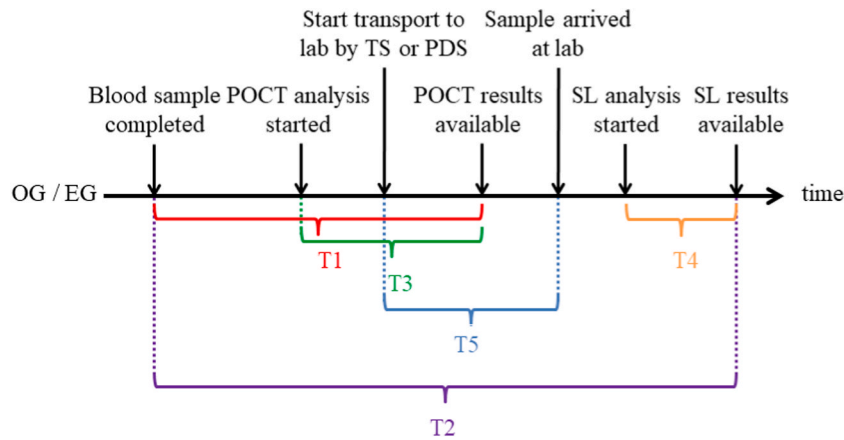 Start transport to
lab by TS or PDS
Sample arrived
at lab
Blood sample
completed
POCT analysis
started
POCT results
available
SL analysis
started
SL results
available
OG / EG
time
T1
T3
T4
T5
T2